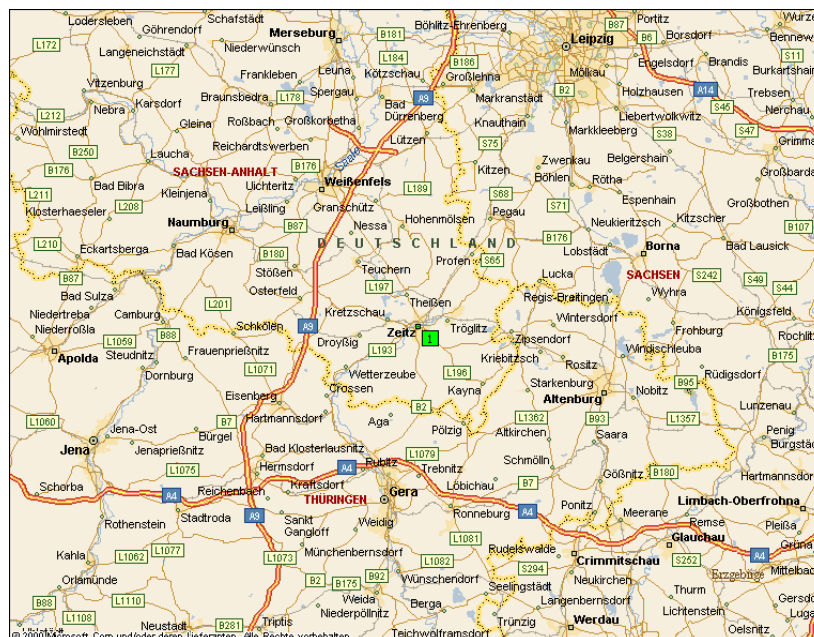 Lodersleben
Schafstädt
Göhrendorf
Merseburg
B181
Böhlitz-Ehrenberg
B87
Portitz
L172
Langeneichstädt
Niederwünsch
L184
B186
Leipzig
B6
Borsdorf
S11
L177
Frankleben
Leuna
Kötzschau
Großlehna
Engelsdorf
Brandis
Vitzenburg
Spergau
Mölkau
Burkartshain
Braunsbedra
L178
Bad
Dürrenberg
A9
Markranstädt
B2
Holzhausen
A14
Trebsen
L212
Nebra
Karsdorf
Gleina
Roßbach
Großkorbetha
Knauthain
Liebertwolkwitz
S45
Nerchau
Wohlmirstedt
Reichardtswerben
Lützen
Markkleeberg
S38
S47
B250
Laucha
Saale
S75
Belgershain
B176
SACHSEN-ANHALT
B176
Kitzen
Zwenkau
Böhlen
Rötha
Bad Bibra
Uichteritz
Weißenfels
L189
L211
Kleinjena
L208
Leißling
Granschütz
S68
Espenhain
Großbothen
Klosterhaeseler
Naumburg
B87
Nessa
Hohenmölsen
Pegau
S71
Neukieritzsch
Kitzscher
B107
L210
DEUTSCHLAND
B176
Eckartsberga
Bad Kösen
B180
Profen
S65
Lobstädt
Borna
Bad Lausick
B87
Stößen
Teuchern
Lucka
SACHSEN
S242
S49
S44
Bad Sulza
L201
Osterfeld
L197
Theißen
Regis-Breitingen
Wyhra
Niedertreba
Camburg
Kretzschau
Wintersdorf
Königsfeld
Niederroßla
B88
Schkölen
A9
Zeitz
Tröglitz
Zipsendorf
Frohburg
L1059
Steudnitz
Droyßig
1
Windischleuba
Apolda
Frauenprießnitz
L193
Kriebitzsch
Rositz
B175
Dornburg
L1071
Wetterzeube
L196
Starkenburg
B95
Rüdigsdorf
Eisenberg
Crossen
Kayna
Altenburg
Nobitz
L1060
B7
Hartmannsdorf
B2
L1362
B93
L1357
Lunzenau
Jena
Jena-Ost
Bürgel
Aga
Pölzig
Altkirchen
Saara
Penig
Jenaprießnitz
Bad Klosterlausnitz
L1079
L1075
Hermsdorf
A4
Rubitz
Trebnitz
Schmölln
Gößnitz
B180
Schorba
A4
Reichenbach
Kraftsdorf
Löbichau
B7
Hartmannsdorf
THÜRINGEN
Gera
Limbach-Oberfrohna
Rothenstein
Stadtroda
A9
Sankt
Gangloff
Weidig
Ronneburg
A4
Ponitz
Meerane
Remse
Pleißa
L1081
Glauchau
Kahla
L1062
L1077
L1073
Münchenbernsdorf
L1082
Rudelswalde
Crimmitschau
S252
A4
Orlamünde
B2
B175
B92
Wünschendorf
S294
Neukirchen
Erzgebirge
B88
L1110
Weida
Seelingstädt
Thurm
L1108
Niederpöllnitz
Berga
Langenbernsdorf
Lichtenstein
Neustadt
B281
Triptis
Trünzig
Werdau
Oelsnitz
Teichwolframsdorf